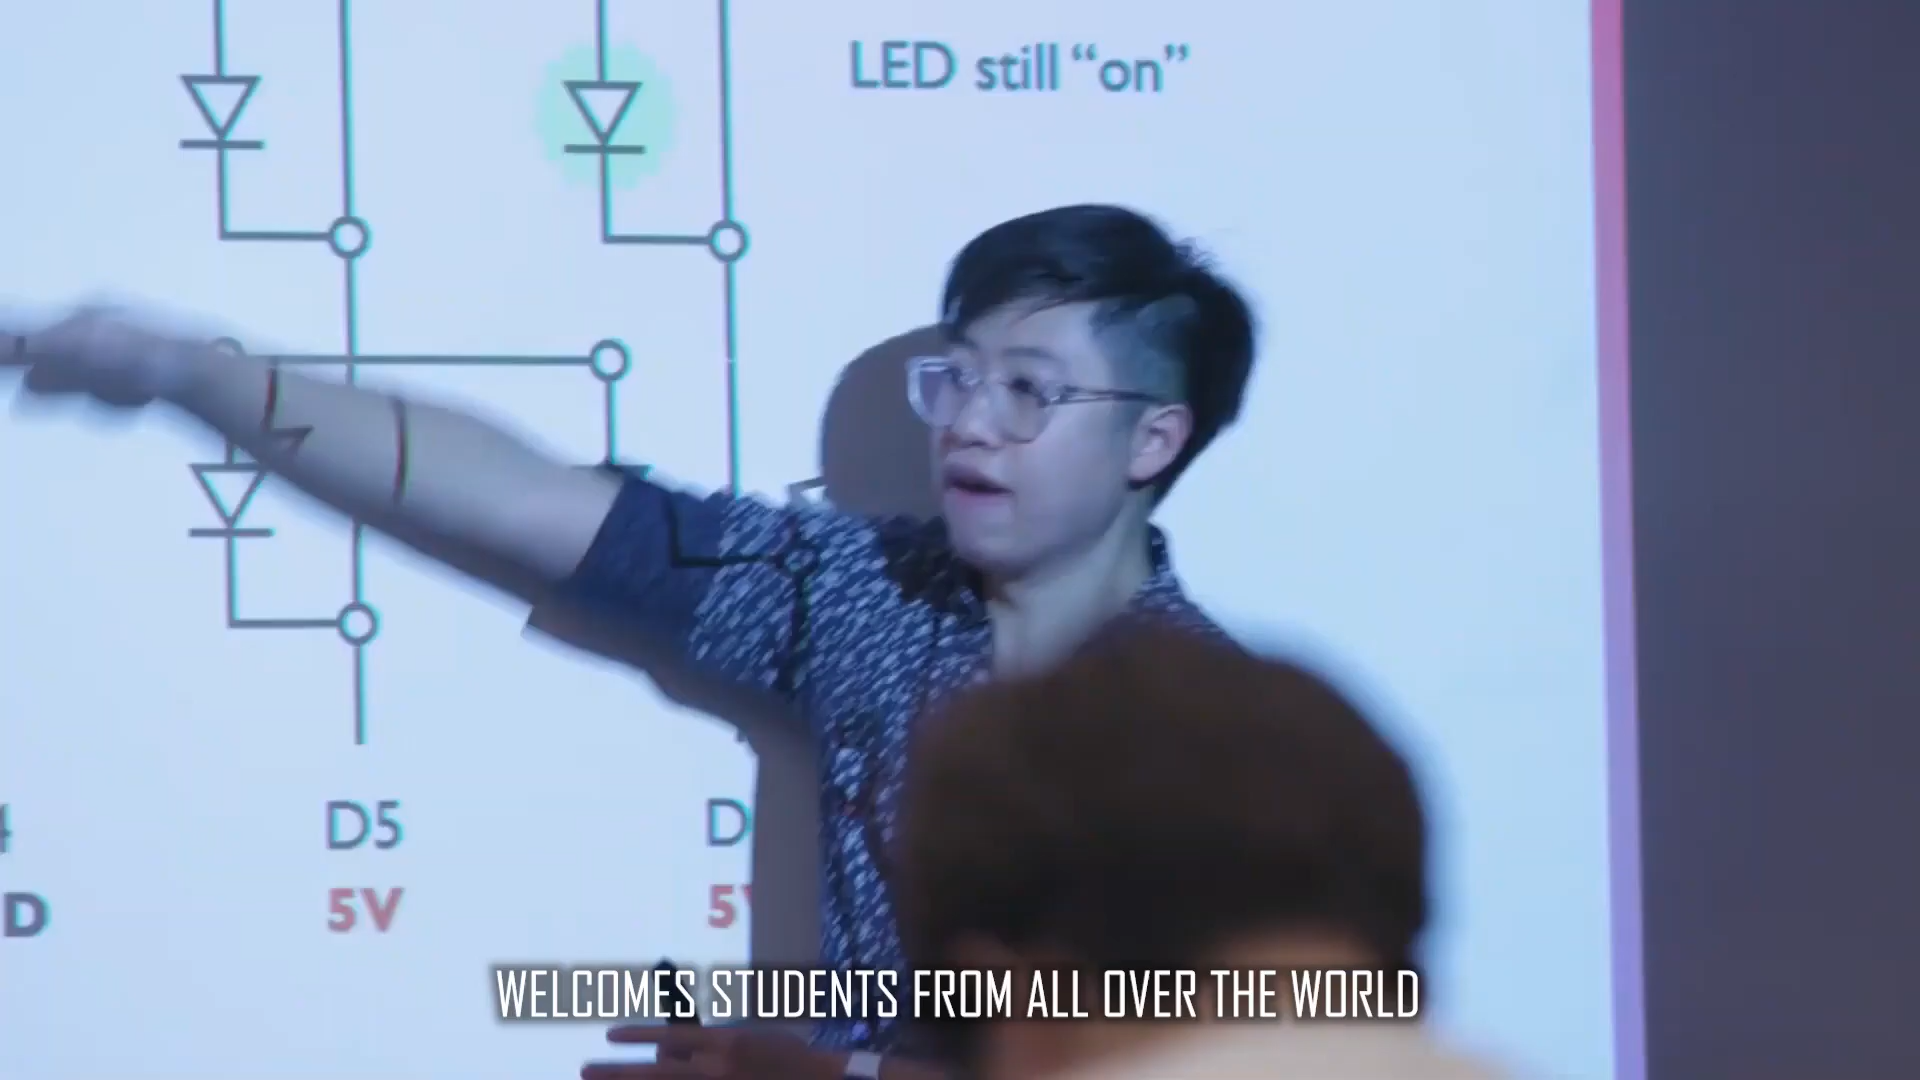 LED still “on”
D5
5V
WELCOMES STUDENTS FROM ALL OVER THE WORLD